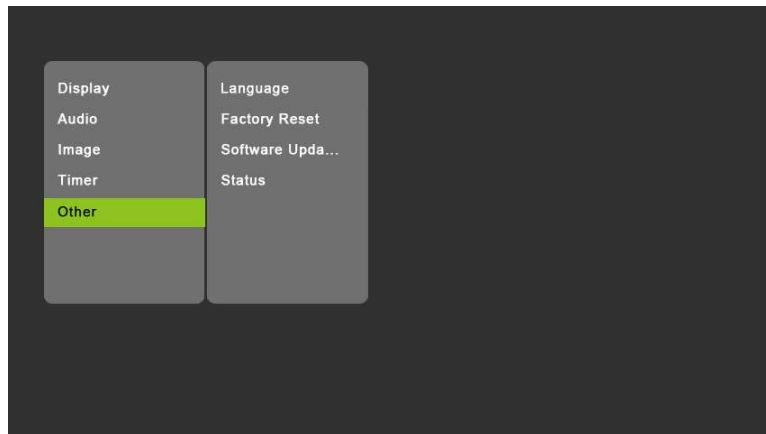 Display
Audio
Image
Timer
Other
Language
Factory Reset
Software Upda...
Status